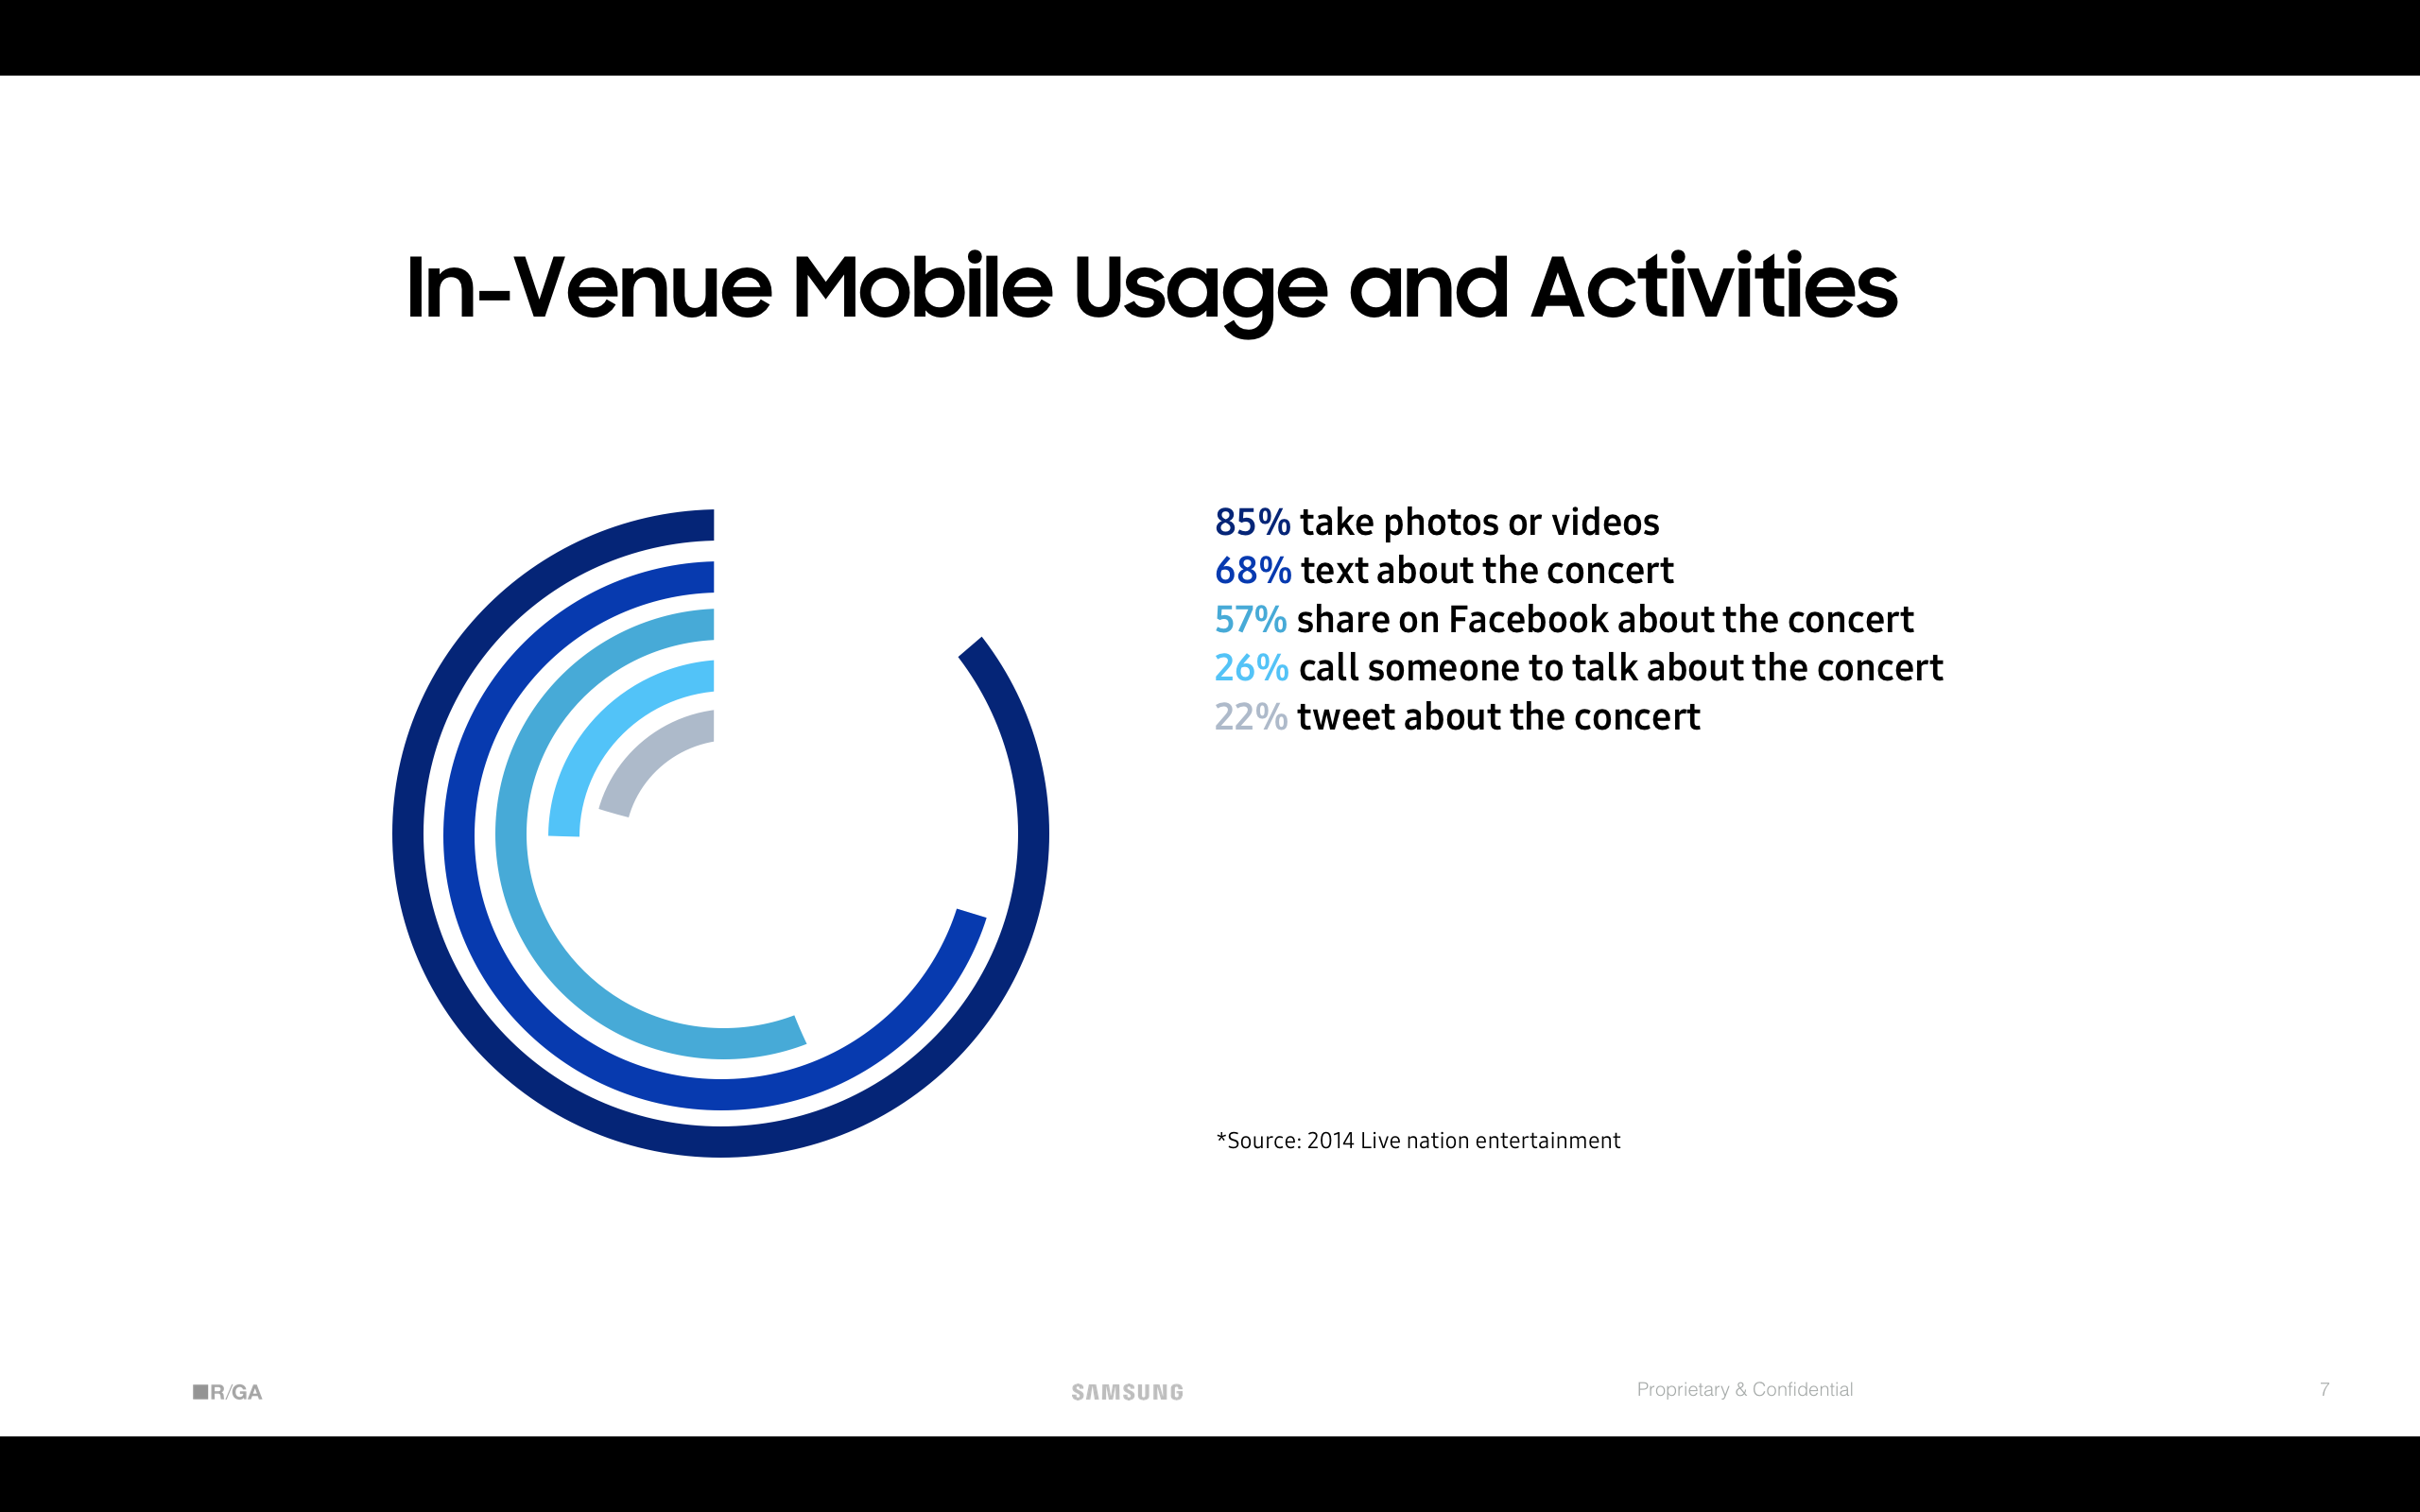 In-Venue Mobile Usage and Activities
85% take photos or videos
68% text about the concert
57% share on Facebook about the concert
26% call someone to talk about the concert
22% tweet about the concert
*Source: 2014 Live nation entertainment
R/GA
SAMSUNG
Proprietary & Confidential
7